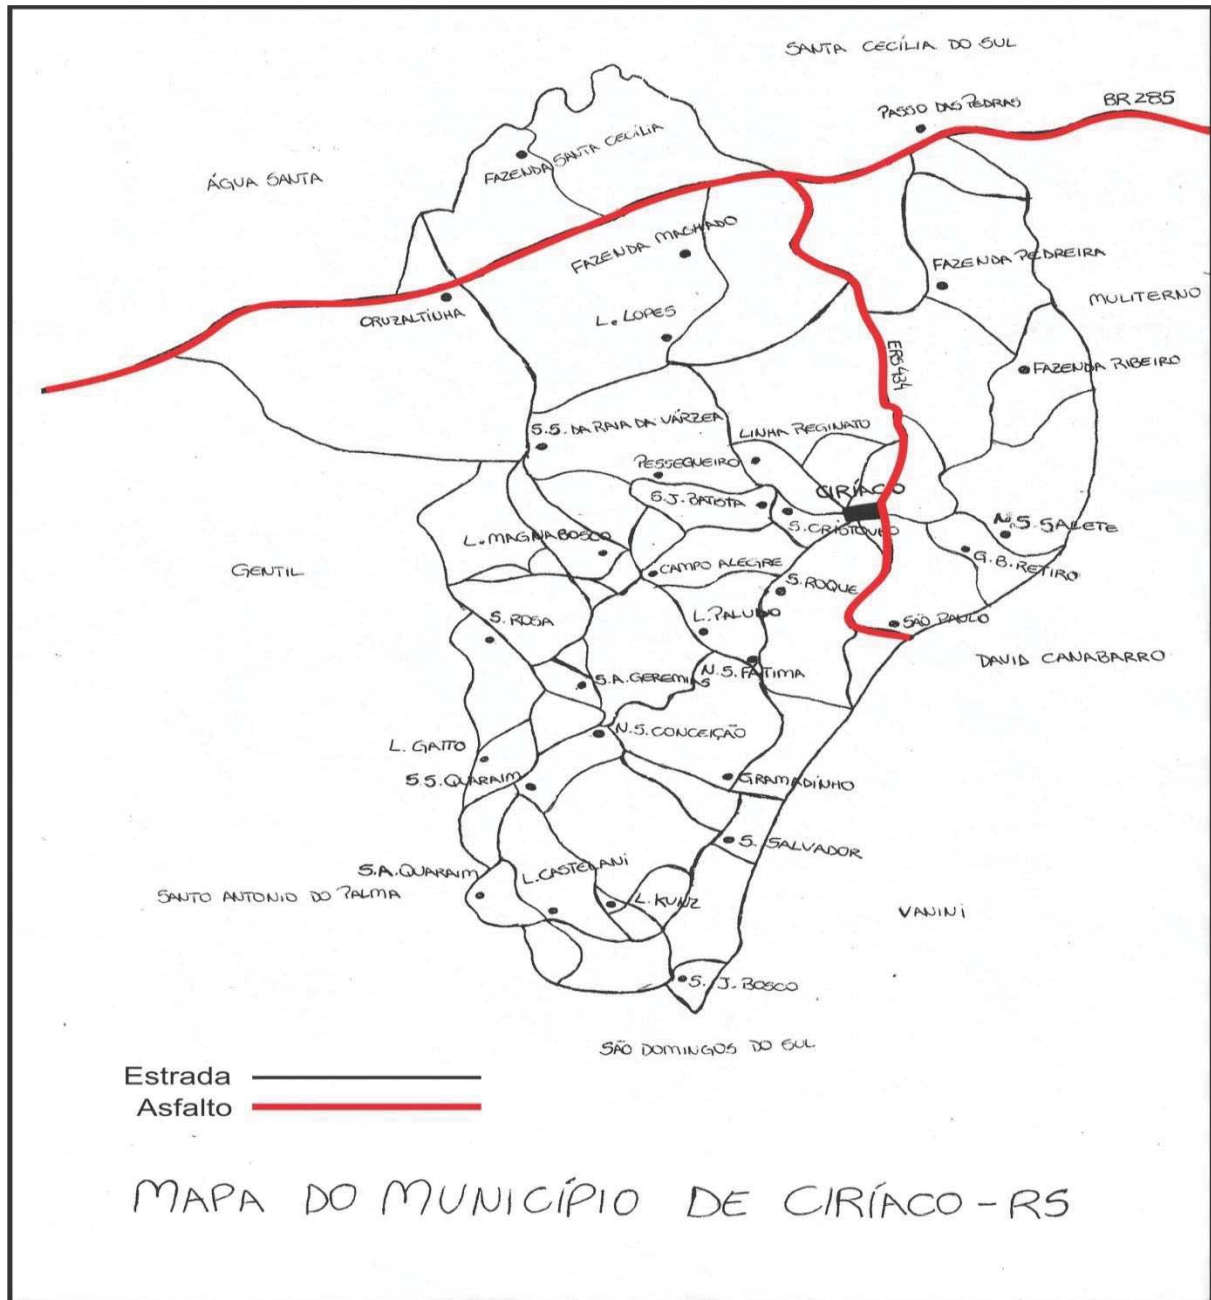 SANTA CECÍLIA DO SUL
BR 285
PASSO DAS PEDRAS
FAZENDA SANTA CECÍLIA
ÁGUA SANTA
FAZENDA MACHADO
FAZENDA PEDREIRA
MULITERNO
CRUZALTINHA
L. LOPES
ERS 434
FAZENDA RIBEIRO
S.S. DA RAIA DA VÁRZEA
LINHA REGINATO
PESSEGUEIRO
CIRÍACO
S.J. BATISTA
S. CRISTOVÃO
N.S. SALETE
L. MAGNABOSCO
G.B. RETIRO
GENTIL
CAMPO ALEGRE
S. ROQUE
S. ROSA
L. PALUDO
SÃO PAULO
DAVID CANABARRO
S.A. GEREMIAS
N.S. FÁTIMA
N.S. CONCEIÇÃO
L. GATTO
S.S. QUARAIM
GRAMADINHO
S. SALVADOR
S.A. QUARAIM
L. CASTELANI
SANTO ANTONIO DO PALMA
L. KUNZ
VANINI
S. J. BOSCO
SÃO DOMINGOS DO SUL
Estrada
Asfalto
MAPA DO MUNICÍPIO DE CIRÍACO - RS